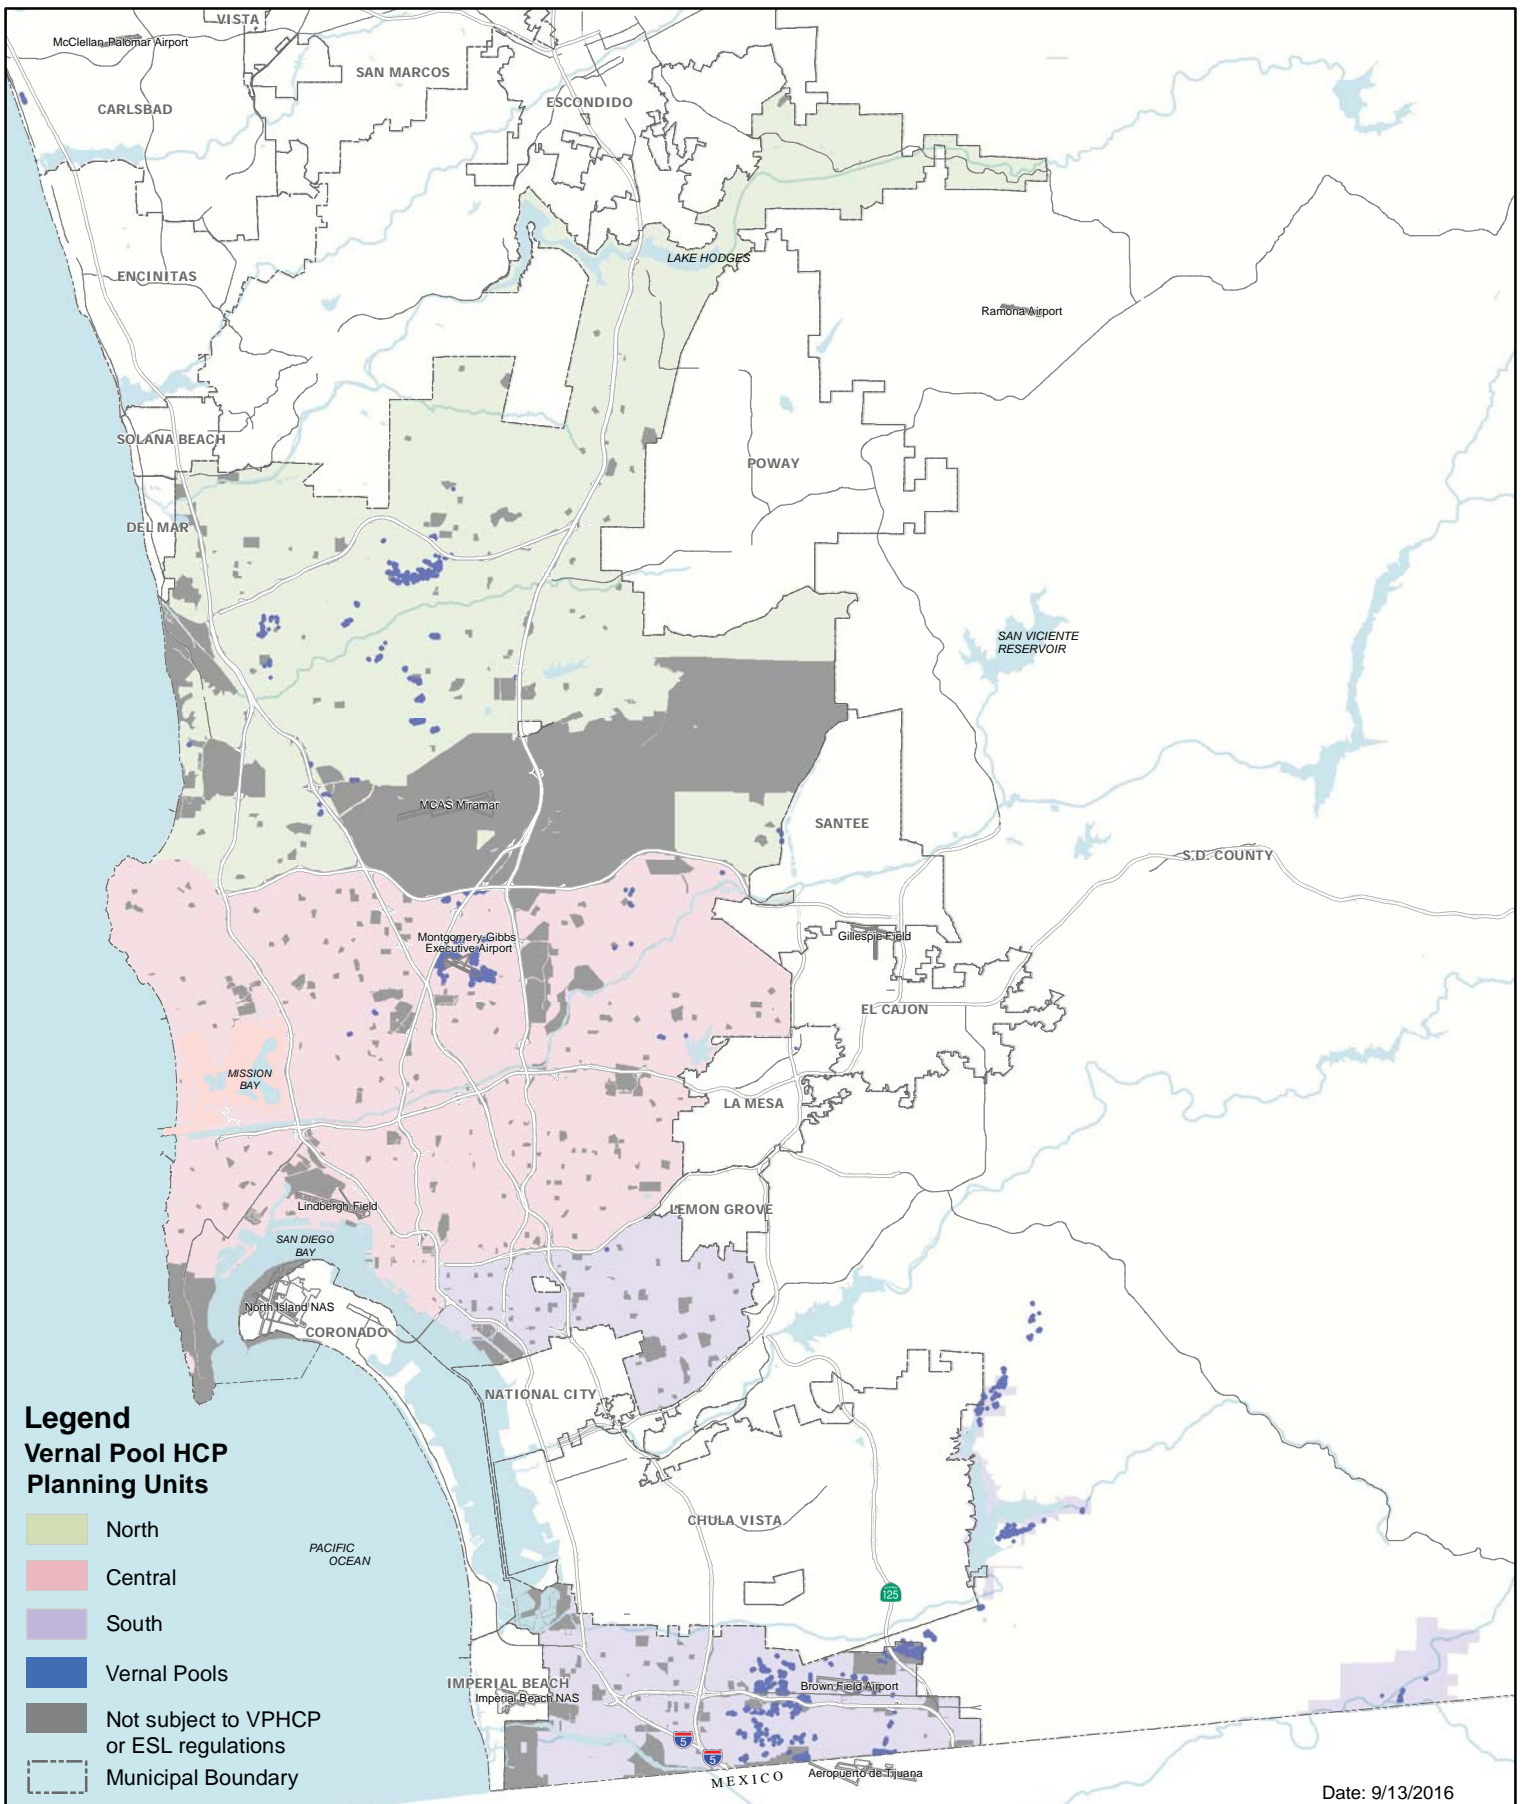 VISTA
McClellan-Palomar Airport
SAN MARCOS
CARLSBAD
ESCONDIDO
LAKE HODGES
ENCINITAS
Ramona Airport
SOLANA BEACH
POWAY
DEL MAR
SAN VICIENTE
RESERVOIR
MCAS Miramar
SANTEE
S.D. COUNTY
Montgomery-Gibbs
Executive Airport
Gillespie Field
EL CAJON
MISSION
BAY
LA MESA
Lindbergh Field
LEMON GROVE
SAN DIEGO
BAY
North Island NAS
CORONADO
NATIONAL CITY
CHULA VISTA
PACIFIC
OCEAN
125
IMPERIAL BEACH
Imperial Beach NAS
Brown Field Airport
5
5
MEXICO
Aeropuerto de Tijuana
Legend
Vernal Pool HCP
Planning Units
North
Central
South
Vernal Pools
Not subject to VPHCP
or ESL regulations
Municipal Boundary
Date: 9/13/2016